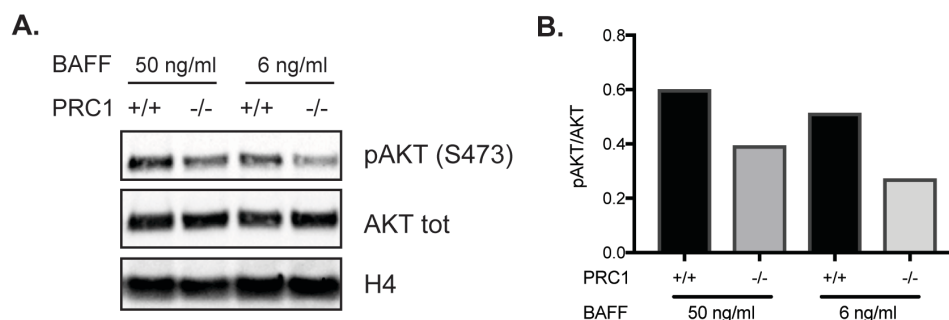 A.
BAFF 50 ng/ml 6 ng/ml
PRC1 +/+ -/- +/+ -/-
pAKT (S473)
AKT tot
H4
B.
0.8
0.6
0.4
0.2
0.0
pAKT/AKT
PRC1 +/+ -/- +/+ -/-
BAFF 50 ng/ml 6 ng/ml